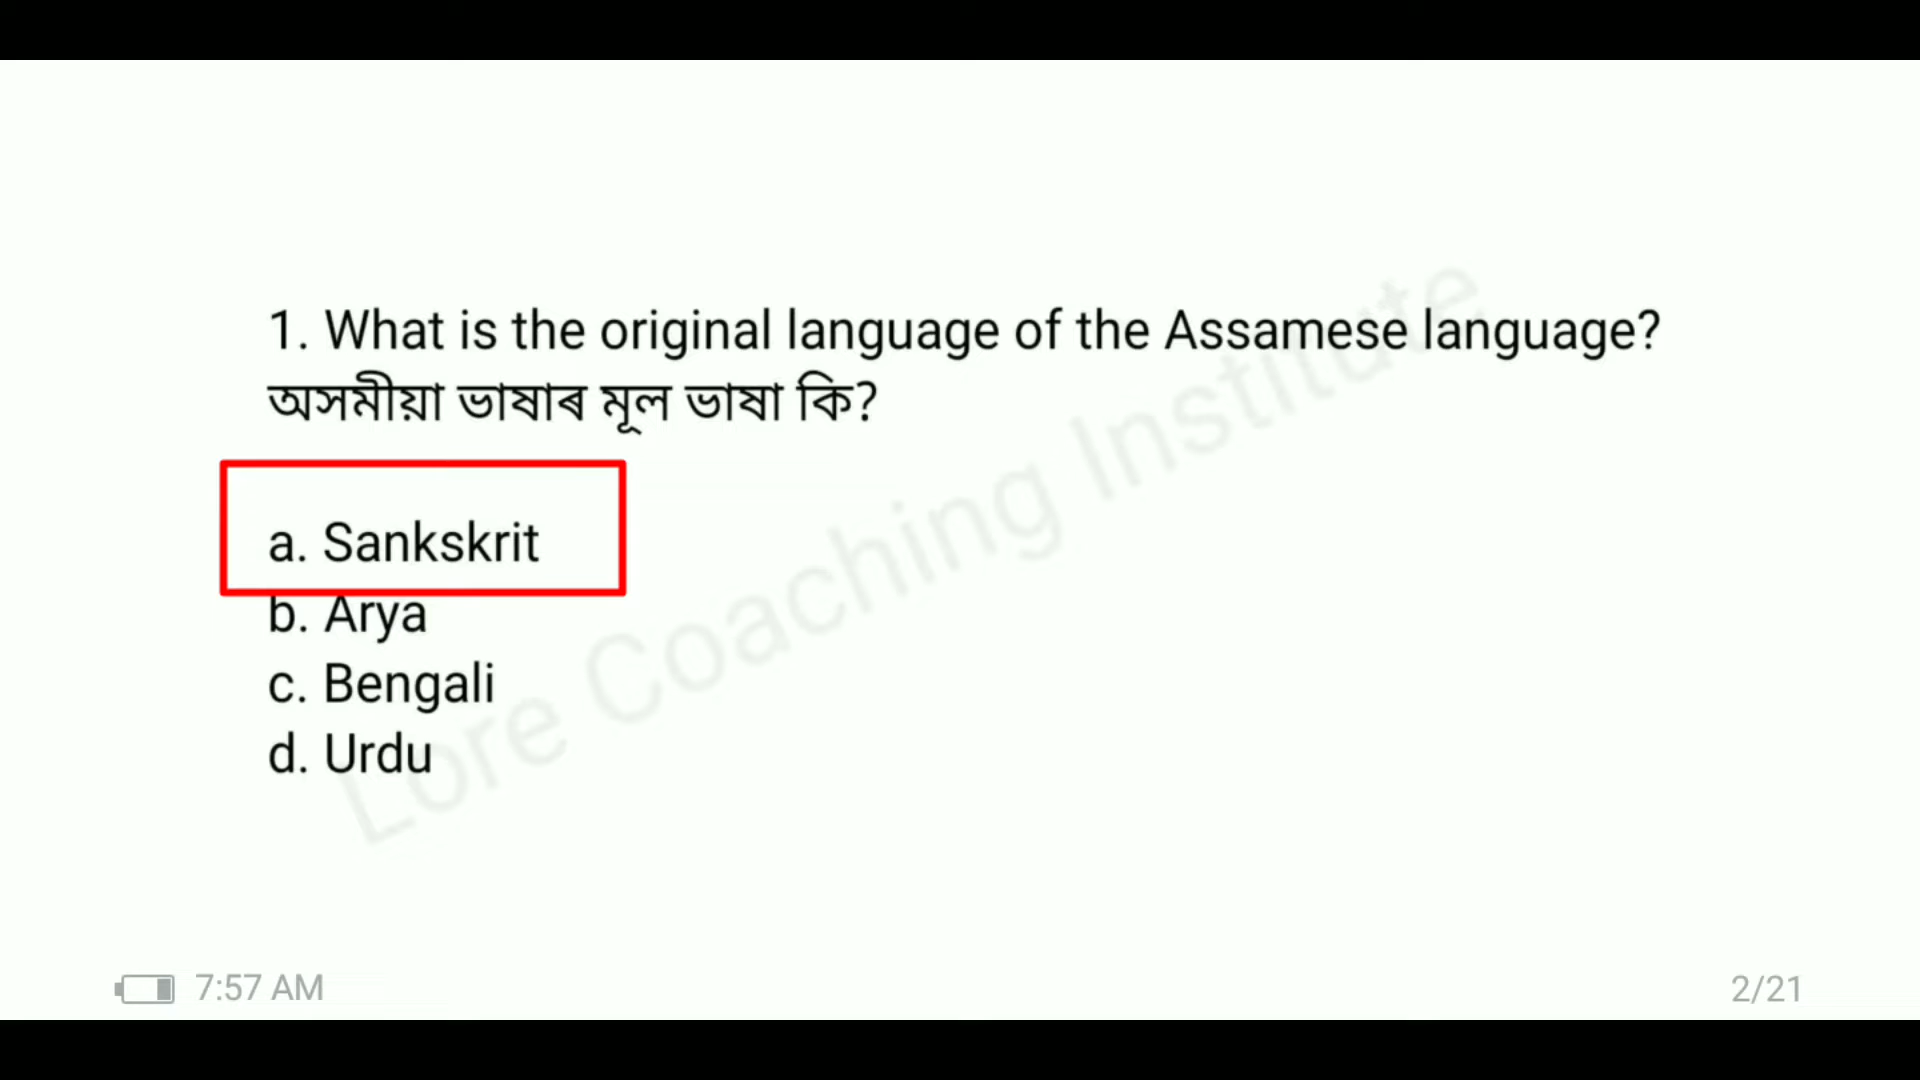 1. What is the original language of the Assamese language?
অসমীয়া ভাষাৰ মূল ভাষা কি?
a. Sankskrit
b. Arya
c. Bengali
d. Urdu
Lore Coaching Institute
7:57 AM
2/21